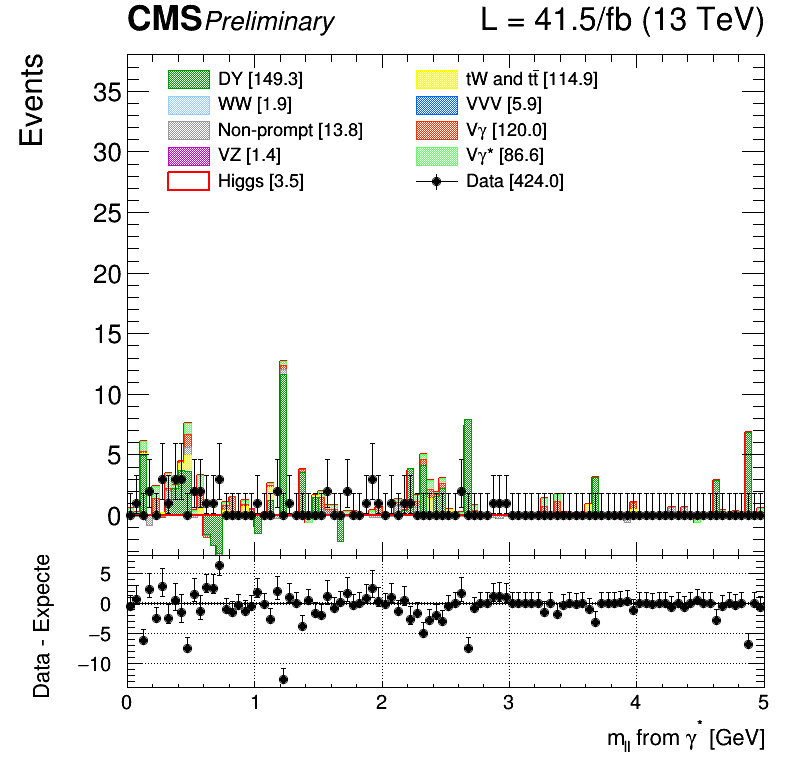 CMS Preliminary L = 41.5/fb (13 TeV)
Events
DY [149.3] tW and tt̄ [114.9]
WW [1.9] VVV [5.9]
Non-prompt [13.8] Vγ [120.0]
VZ [1.4] Vγ* [86.6]
Higgs [3.5] Data [424.0]
35
30
25
20
15
10
5
0
Data - Expecte
5
0
−5
−10
0 1 2 3 4 5
m_ll from γ* [GeV]